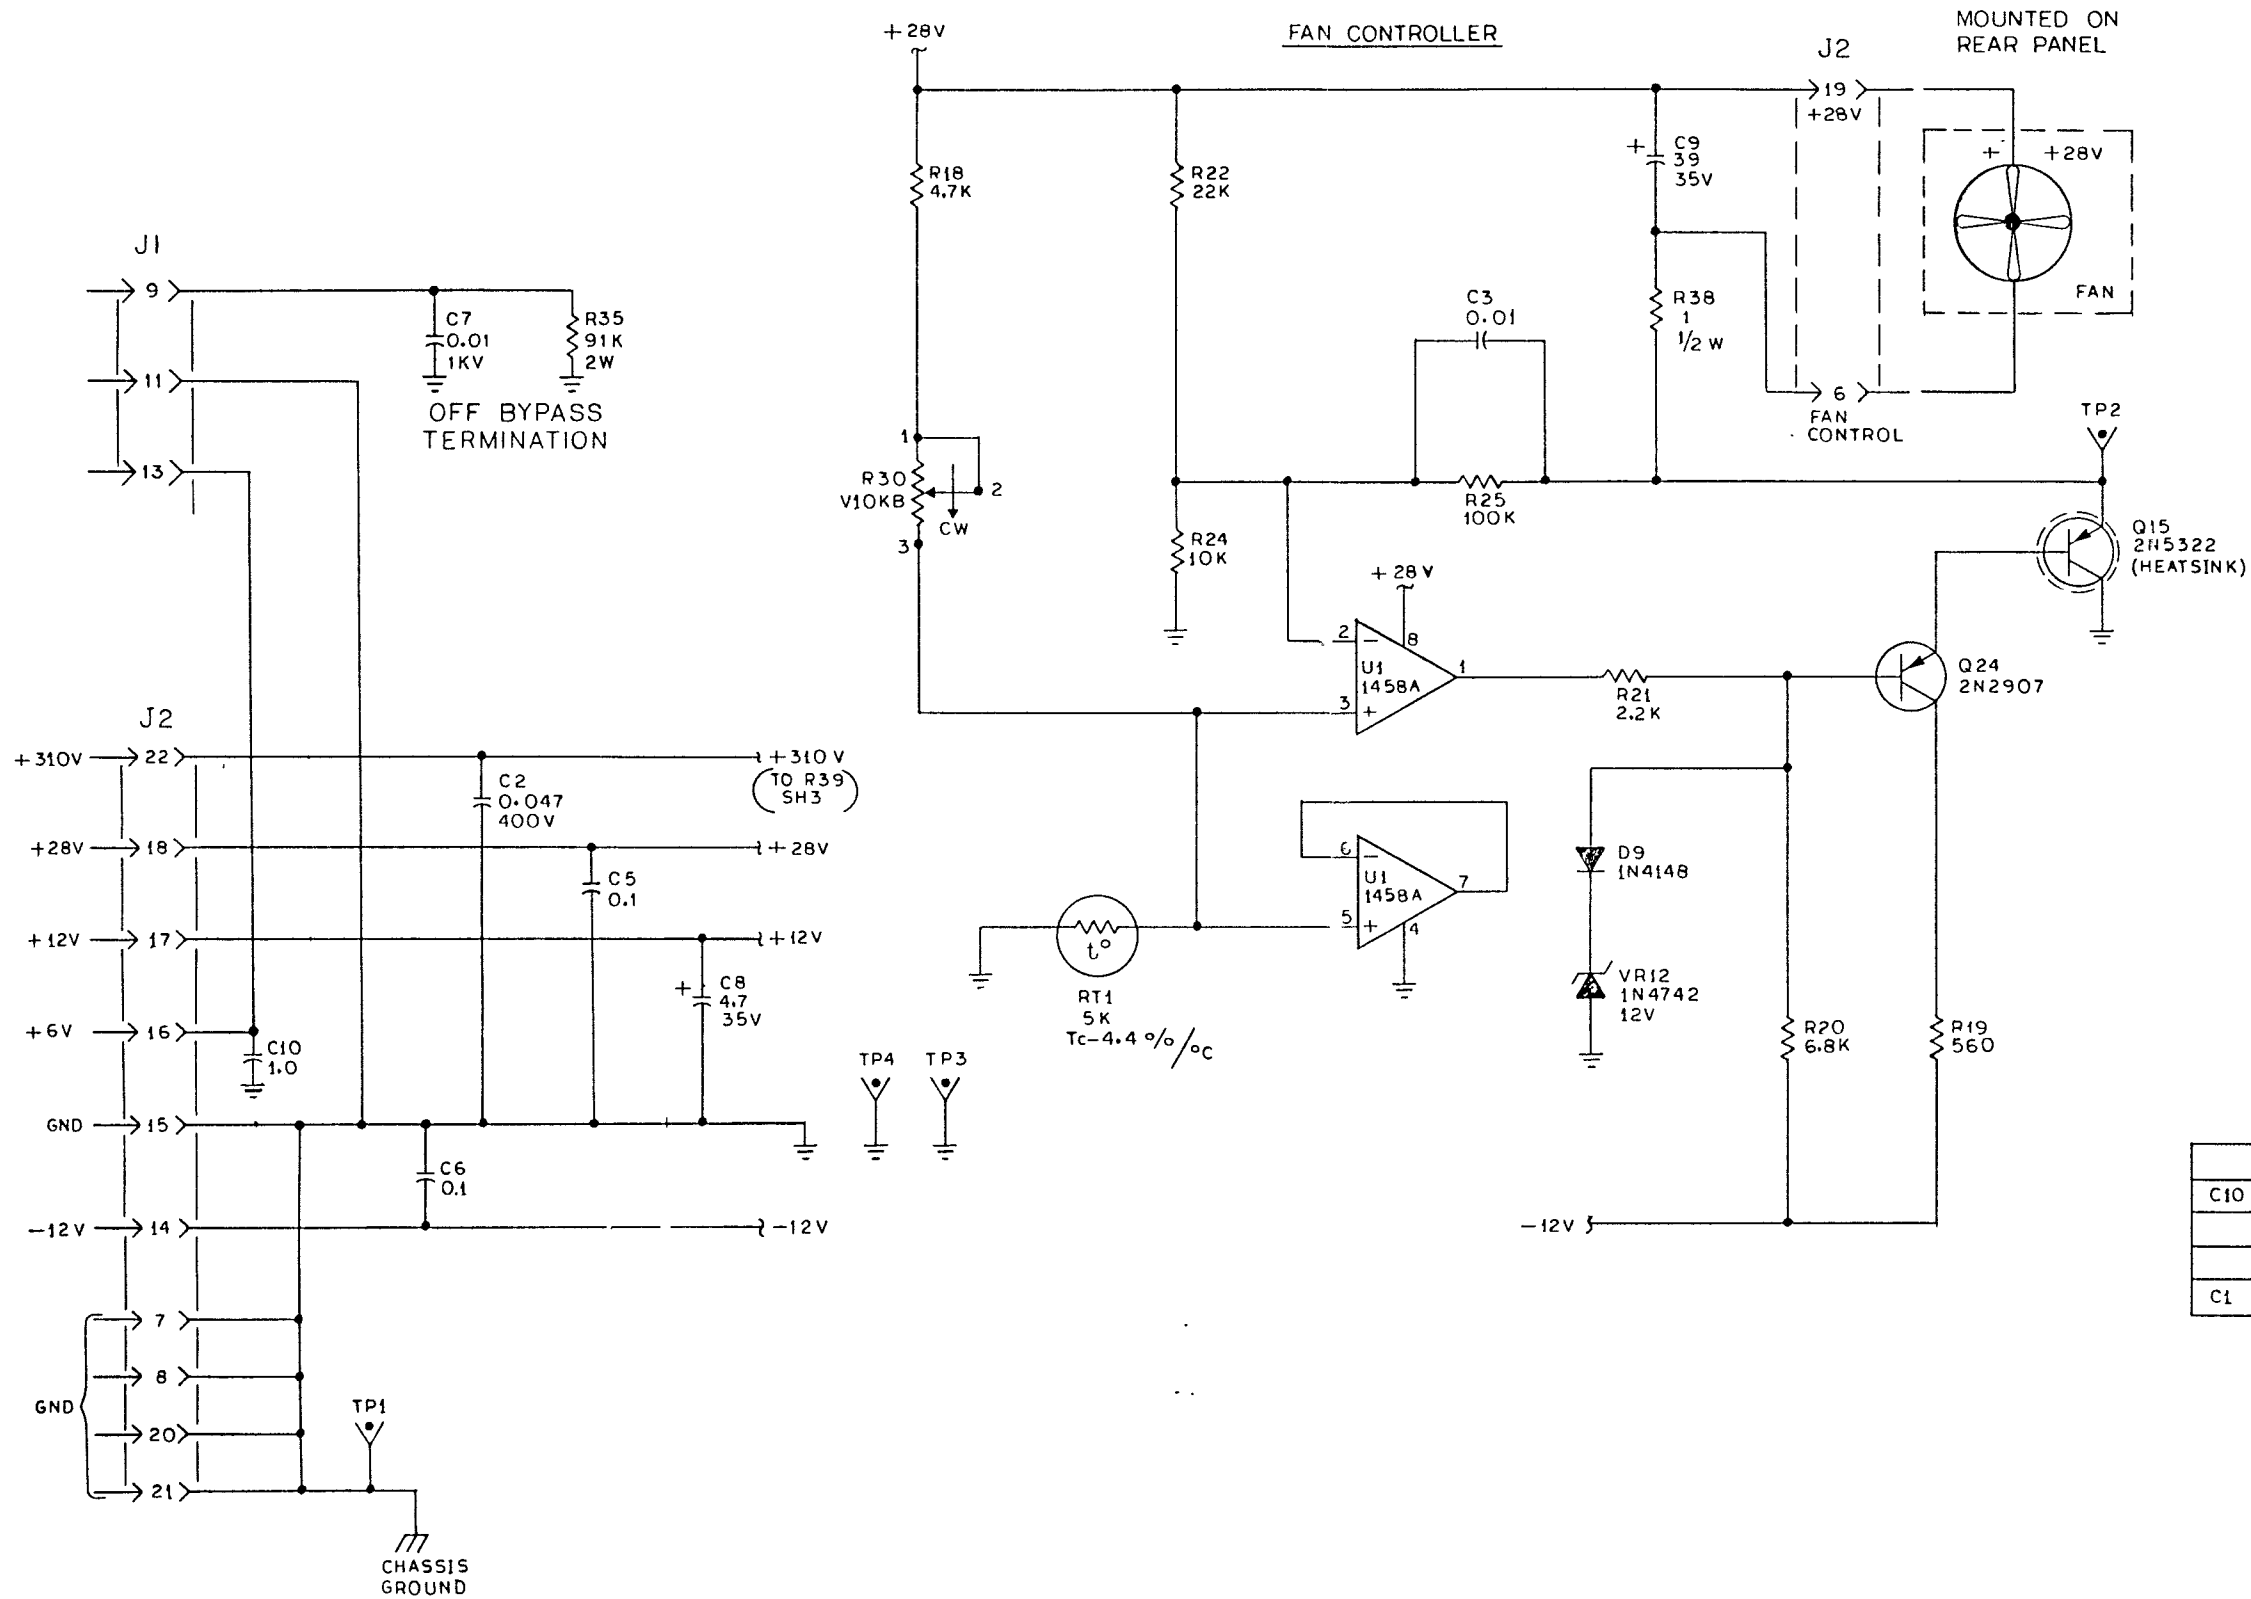 FAN CONTROLLER
MOUNTED ON
REAR PANEL
+28V
J2
19
+28V
+
+28V
FAN
6
FAN
CONTROL
R18
4.7K
R22
22K
+
C9
39
35V
R38
1
1/2 W
C3
0.01
R25
100K
1
R30
V10KB
2
CW
3
R24
10K
TP2
Q15
2N5322
(HEATSINK)
+28V
8
2
-
U1
1458A
1
3
+
R21
2.2K
Q24
2N2907
6
-
U1
1458A
7
5
+
4
t°
RT1
5K
Tc-4.4 %/°C
D9
1N4148
VR12
1N4742
12V
R20
6.8K
R19
560
-12V
J1
9
C7
0.01
1KV
R35
91K
2W
11
13
OFF BYPASS
TERMINATION
J2
+310V
22
+310V
(TO R39
SH3)
C2
0.047
400V
+28V
18
+28V
C5
0.1
+12V
17
+12V
+
C8
4.7
35V
+6V
16
C10
1.0
TP4
TP3
GND
15
C6
0.1
-12V
14
-12V
GND
7
8
20
21
TP1
CHASSIS
GROUND
C10
C1